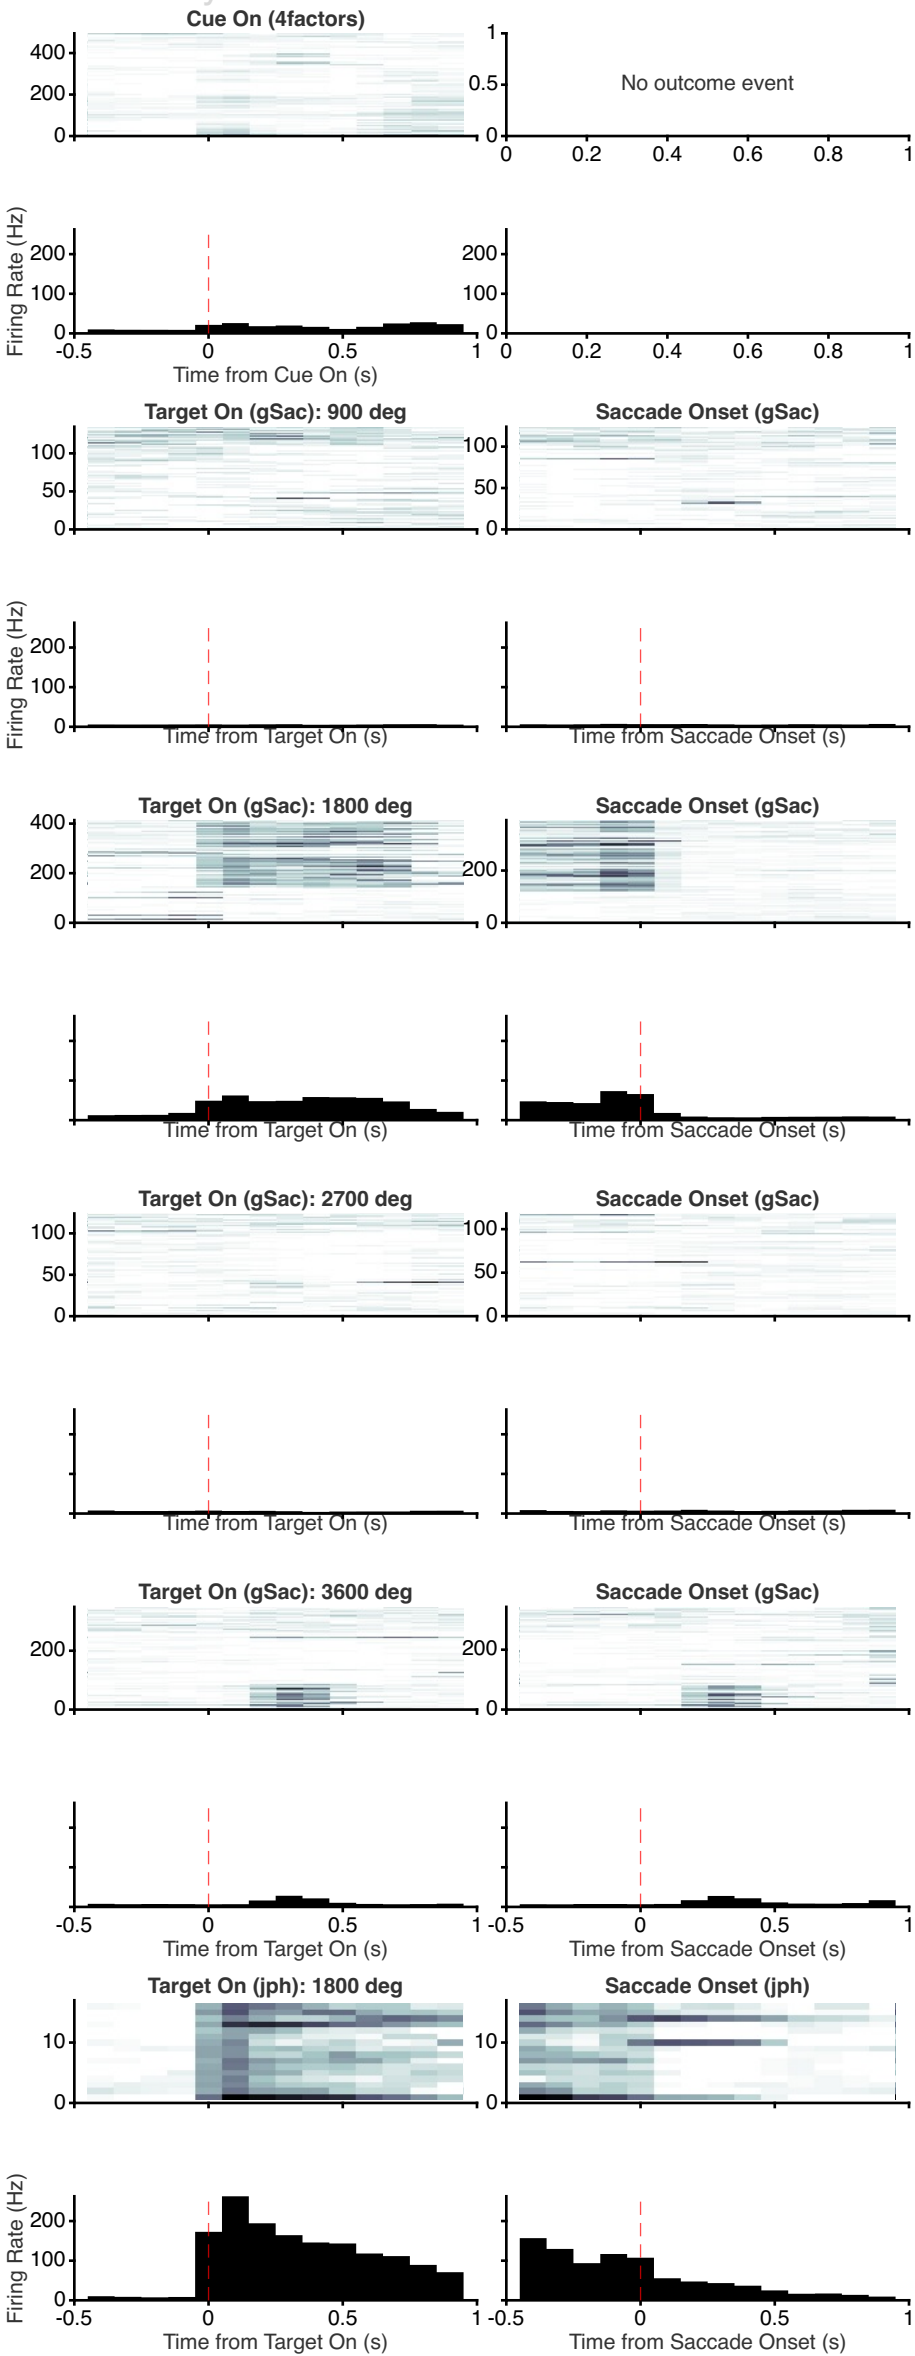 Cue On (4factors)
400
200
0
1
0.5
0
No outcome event
0 0.2 0.4 0.6 0.8 1
Firing Rate (Hz)
200
100
0
-0.5 0 0.5 1
Time from Cue On (s)
200
100
0
0 0.2 0.4 0.6 0.8 1
Target On (gSac): 900 deg
100
50
0
Saccade Onset (gSac)
100
50
0
Firing Rate (Hz)
200
100
0
Time from Target On (s)
Time from Saccade Onset (s)
Target On (gSac): 1800 deg
400
200
0
Saccade Onset (gSac)
200
0
Time from Target On (s)
Time from Saccade Onset (s)
Target On (gSac): 2700 deg
100
50
0
Saccade Onset (gSac)
100
50
0
Time from Target On (s)
Time from Saccade Onset (s)
Target On (gSac): 3600 deg
200
0
Saccade Onset (gSac)
200
0
-0.5 0 0.5 1
Time from Target On (s)
-0.5 0 0.5 1
Time from Saccade Onset (s)
Target On (jph): 1800 deg
10
0
Saccade Onset (jph)
10
0
Firing Rate (Hz)
200
100
0
-0.5 0 0.5 1
Time from Target On (s)
-0.5 0 0.5 1
Time from Saccade Onset (s)